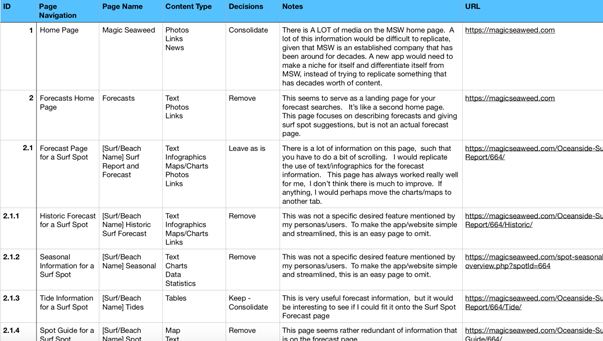 ID
Page
Navigation
Page Name
Content Type
Decisions
Notes
URL
1
Home Page
Magic Seaweed
Photos
Links
News
Consolidate
There is A LOT of media on the MSW home page. A
lot of this information would be difficult to replicate,
given that MSW is an established company that has
been around for decades. A new app would need to
make a niche for itself and differentiate itself from
MSW, instead of trying to replicate something that
has decades worth of content.
https://magicseaweed.com
2
Forecasts Home
Page
Forecasts
Text
Photos
Links
Remove
This seems to serve as a landing page for your
forecast searches. It's like a second home page.
This page focuses on describing forecasts and giving
surf spot suggestions, but is not an actual forecast
page.
https://magicseaweed.com
2.1
Forecast Page
for a Surf Spot
[Surf/Beach
Name] Surf
Report and
Forecast
Text
Infographics
Maps/Charts
Photos
Links
Leave as is
There is a lot of information on this page, such that
you have to do a bit of scrolling. I would replicate
the use of text/infographics for the forecast
information. This page has always worked really well
for me, I don't think there is much to improve. If
anything, I would perhaps move the charts/maps to
another tab.
https://magicseaweed.com/Oceanside-Su
Report/664/
2.1.1
Historic Forecast
for a Surf Spot
[Surf/Beach
Name] Historic
Surf Forecast
Text
Infographics
Maps/Charts
Links
Remove
This was not a specific desired feature mentioned by
my personas/users. To make the app/website simple
and streamlined, this is an easy page to omit.
https://magicseaweed.com/Oceanside-Su
Report/664/Historic/
2.1.2
Seasonal
Information for a
Surf Spot
[Surf/Beach
Name] Seasonal
Text
Charts
Data
Statistics
Remove
This was not a specific desired feature mentioned by
my personas/users. To make the app/website simple
and streamlined, this is an easy page to omit.
https://magicseaweed.com/spot-seasonal
overview.php?spotId=664
2.1.3
Tide Information
for a Surf Spot
[Surf/Beach
Name] Tides
Tables
Keep -
Consolidate
This is very useful forecast information, but it would
be interesting to see if I could fit it onto the Surf Spot
Forecast page
https://magicseaweed.com/Oceanside-Su
Report/664/Tide/
2.1.4
Spot Guide for a
Surf Spot
[Surf/Beach
Name] Spot
Map
Text
Remove
This page seems rather redundant of information that
is on the forecast page
https://magicseaweed.com/Oceanside-Su
Guide/664/